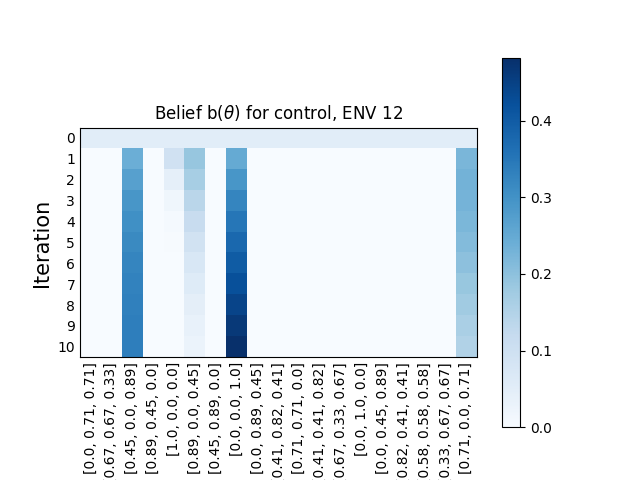 Belief b(θ) for control, ENV 12
Iteration
0
1
2
3
4
5
6
7
8
9
10
[0.0, 0.71, 0.71]
0.67, 0.67, 0.33]
[0.45, 0.0, 0.89]
[0.89, 0.45, 0.0]
[1.0, 0.0, 0.0]
[0.89, 0.0, 0.45]
[0.45, 0.89, 0.0]
[0.0, 0.0, 1.0]
[0.0, 0.89, 0.45]
0.41, 0.82, 0.41]
[0.71, 0.71, 0.0]
0.41, 0.41, 0.82]
0.67, 0.33, 0.67]
[0.0, 1.0, 0.0]
[0.0, 0.45, 0.89]
0.82, 0.41, 0.41]
0.58, 0.58, 0.58]
0.33, 0.67, 0.67]
[0.71, 0.0, 0.71]
0.4
0.3
0.2
0.1
0.0